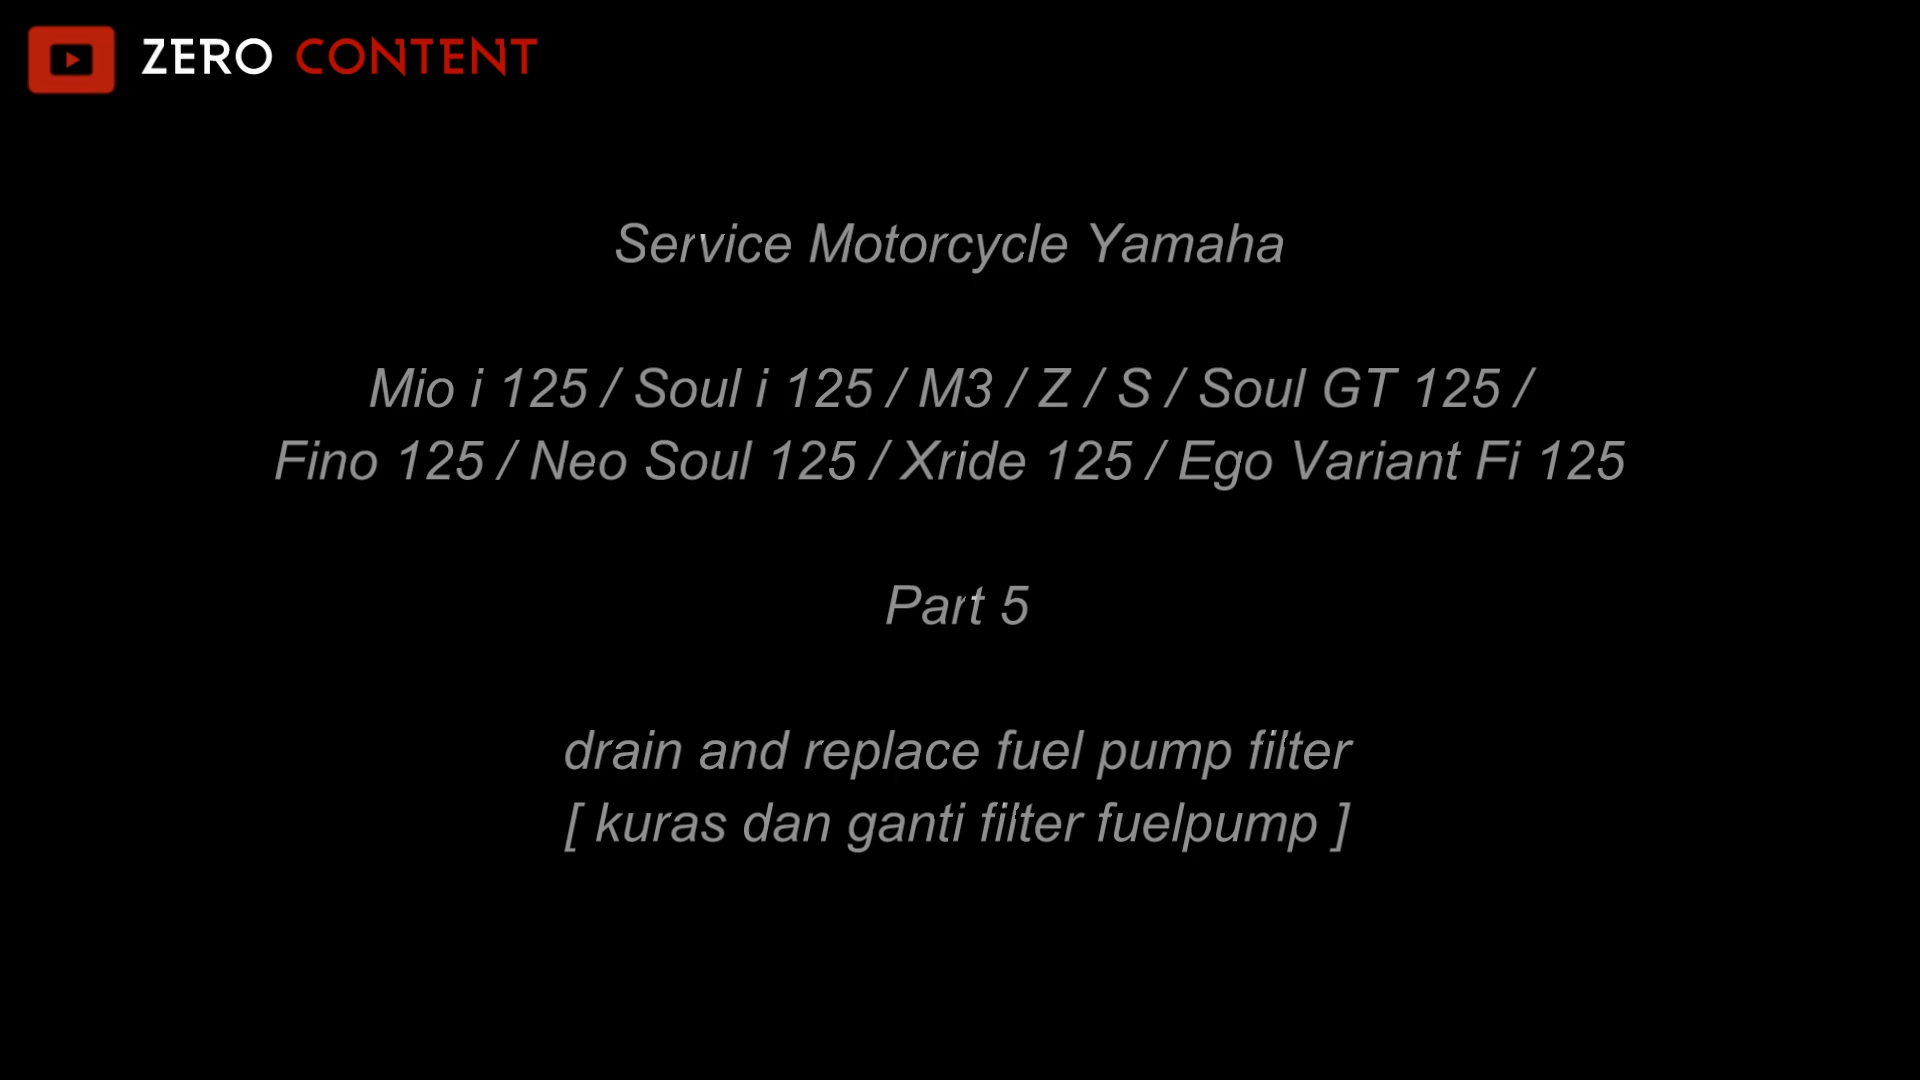 ZERO CONTENT
Service Motorcycle Yamaha
Mio i 125 / Soul i 125 / M3 / Z / S / Soul GT 125 /
Fino 125 / Neo Soul 125 / Xride 125 / Ego Variant Fi 125
Part 5
drain and replace fuel pump filter
[ kuras dan ganti filter fuelpump ]